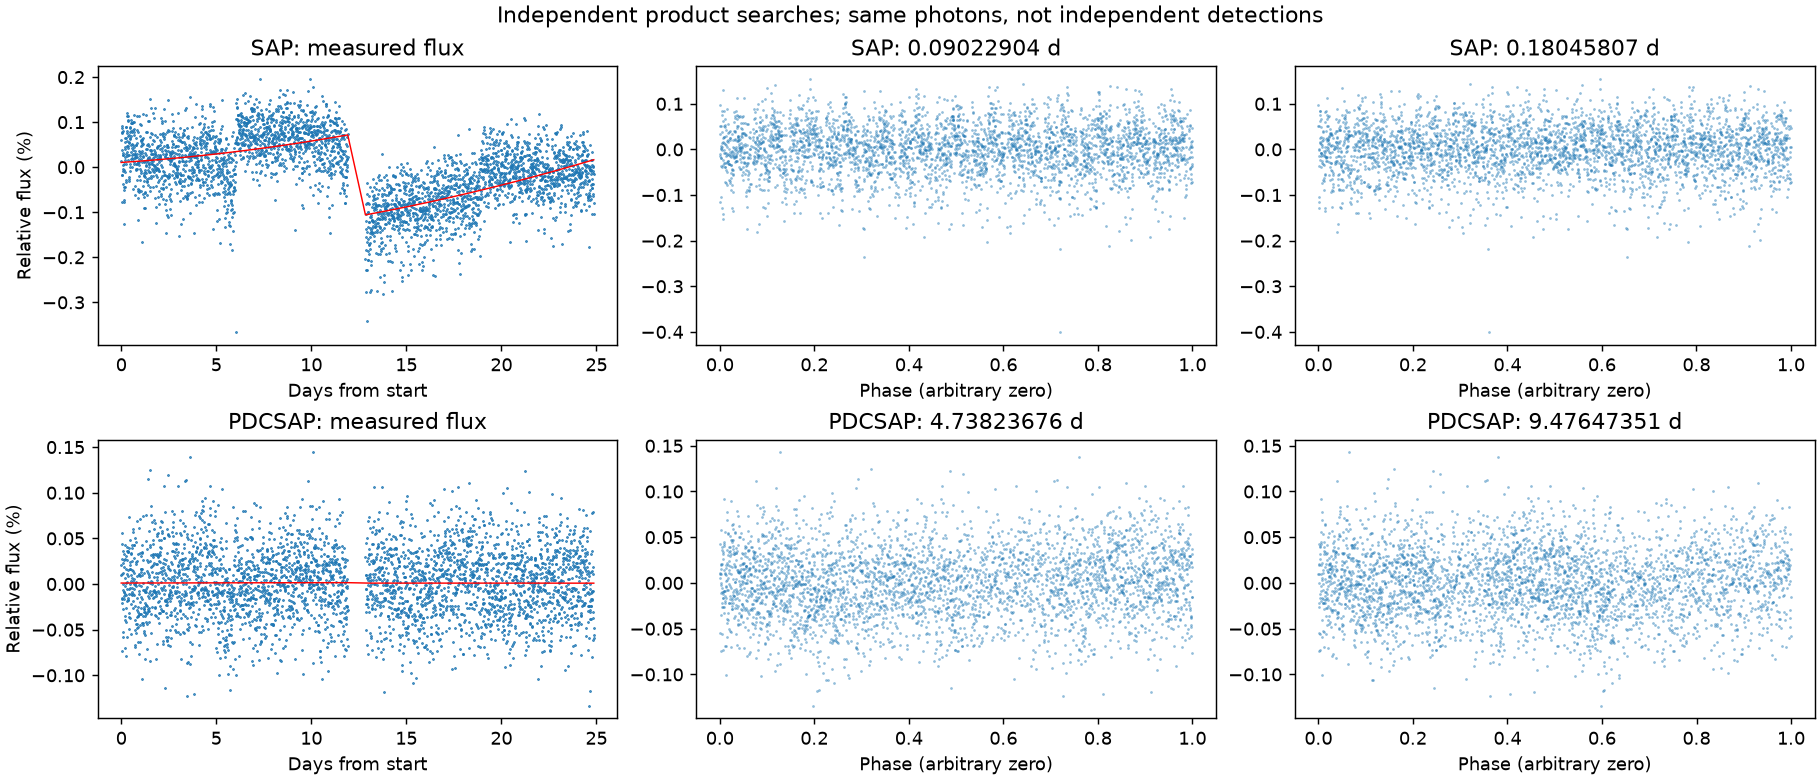 Independent product searches; same photons, not independent detections
SAP: measured flux
SAP: 0.09022904 d
SAP: 0.18045807 d
Relative flux (%)
0.2
0.1
0.0
−0.1
−0.2
−0.3
0 5 10 15 20 25
Days from start
0.1
0.0
−0.1
−0.2
−0.3
−0.4
0.0 0.2 0.4 0.6 0.8 1.0
Phase (arbitrary zero)
0.1
0.0
−0.1
−0.2
−0.3
−0.4
0.0 0.2 0.4 0.6 0.8 1.0
Phase (arbitrary zero)
PDCSAP: measured flux
PDCSAP: 4.73823676 d
PDCSAP: 9.47647351 d
Relative flux (%)
0.15
0.10
0.05
0.00
−0.05
−0.10
0 5 10 15 20 25
Days from start
0.15
0.10
0.05
0.00
−0.05
−0.10
0.0 0.2 0.4 0.6 0.8 1.0
Phase (arbitrary zero)
0.15
0.10
0.05
0.00
−0.05
−0.10
0.0 0.2 0.4 0.6 0.8 1.0
Phase (arbitrary zero)